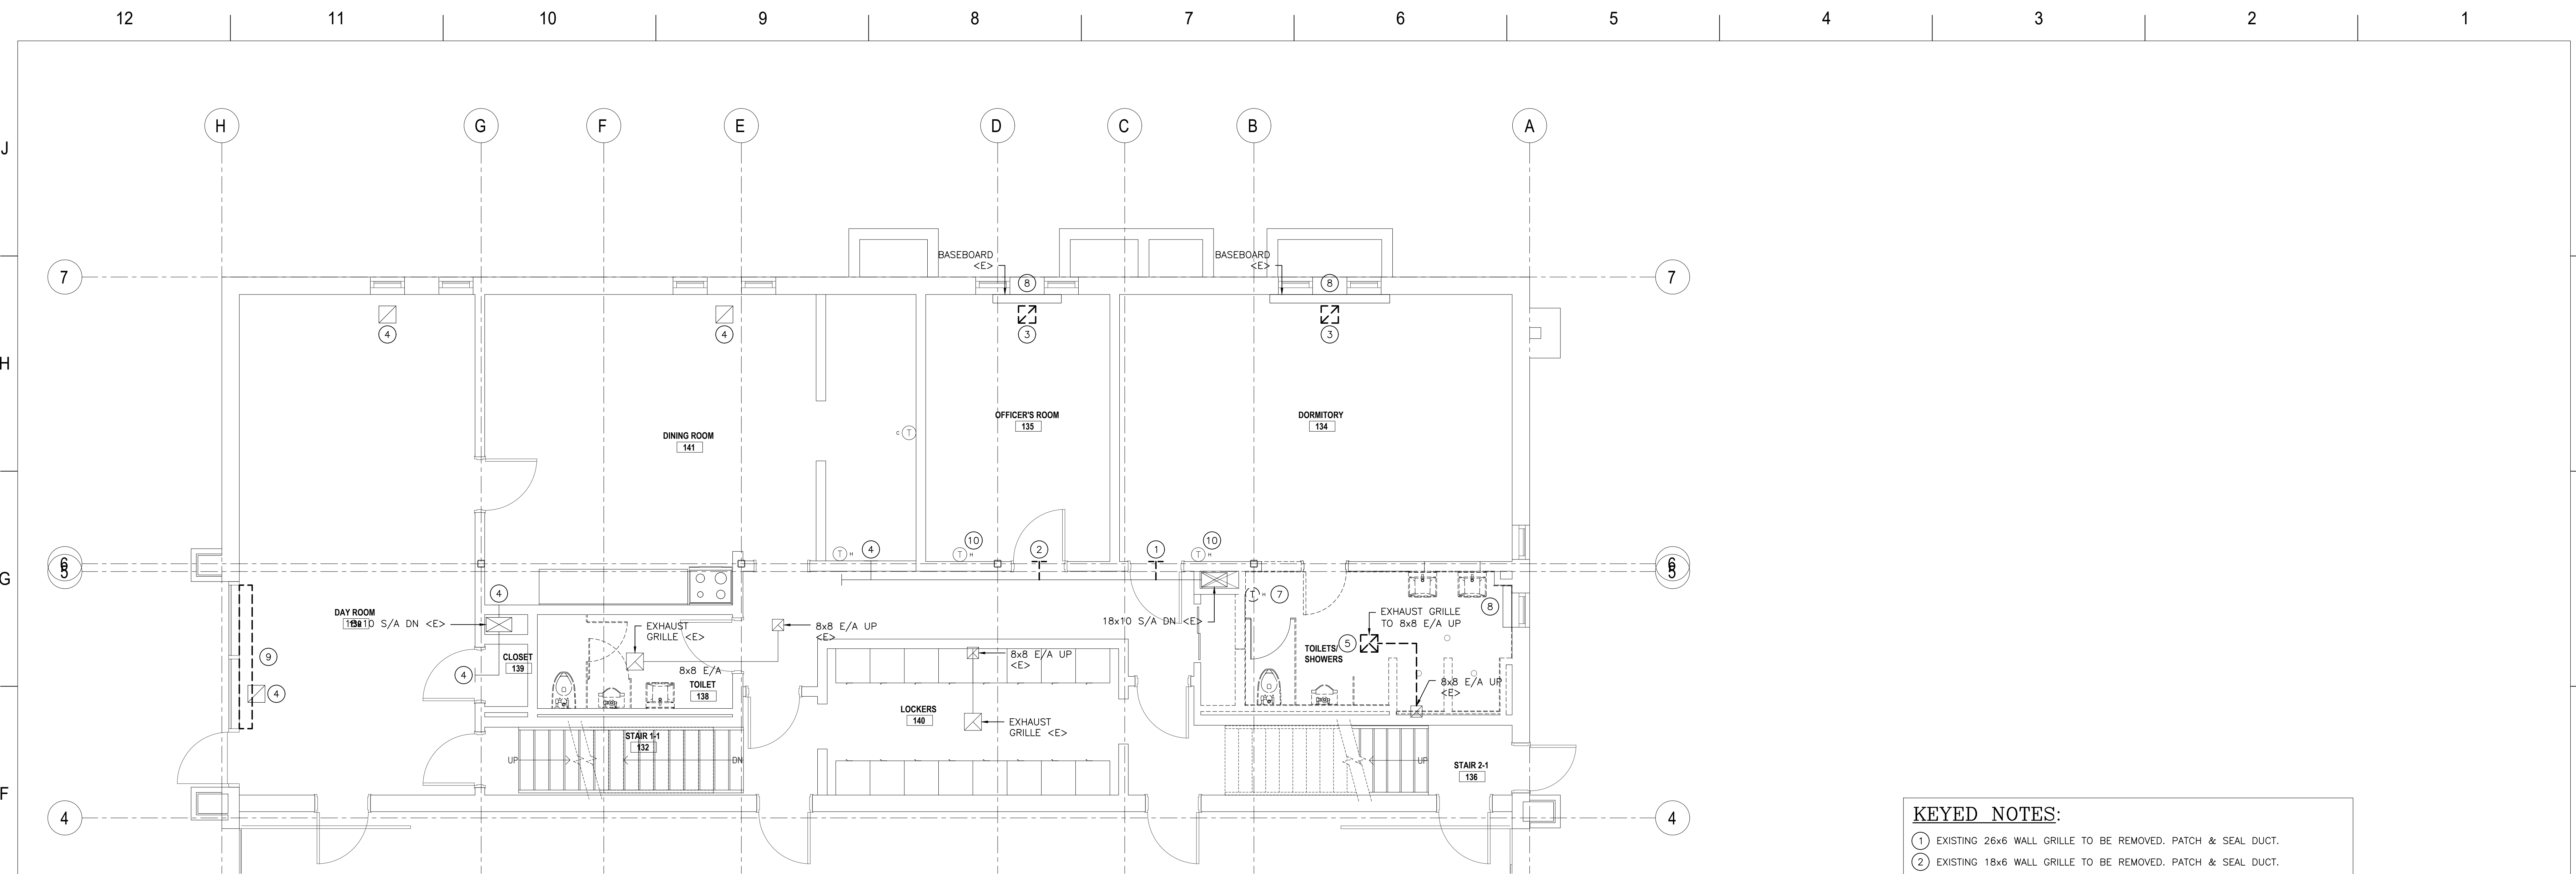 12 11 10 9 8 7 6 5 4 3 2 1
H G F E D C B A
J
BASEBOARD
<E>
BASEBOARD
<E>
7
8
8
7
4
4
3
3
H
OFFICER'S ROOM
135
DORMITORY
134
DINING ROOM
141
C T
T H
4
T H
10
2
1
T H
10
6
5
6
5
G
4
T H
7
8
DAY ROOM
18x10 S/A DN <E>
EXHAUST
GRILLE <E>
8x8 E/A UP
<E>
18x10 S/A DN <E>
EXHAUST GRILLE
TO 8x8 E/A UP
5
TOILETS/
SHOWERS
9
CLOSET
139
8x8 E/A UP
<E>
8x8 E/A
4
4
TOILET
138
8x8 E/A UP
<E>
LOCKERS
140
EXHAUST
GRILLE <E>
STAIR 1-1
132
UP
DN
UP
STAIR 2-1
136
F
4
4
KEYED NOTES:
1 EXISTING 26x6 WALL GRILLE TO BE REMOVED. PATCH & SEAL DUCT.
2 EXISTING 18x6 WALL GRILLE TO BE REMOVED. PATCH & SEAL DUCT.